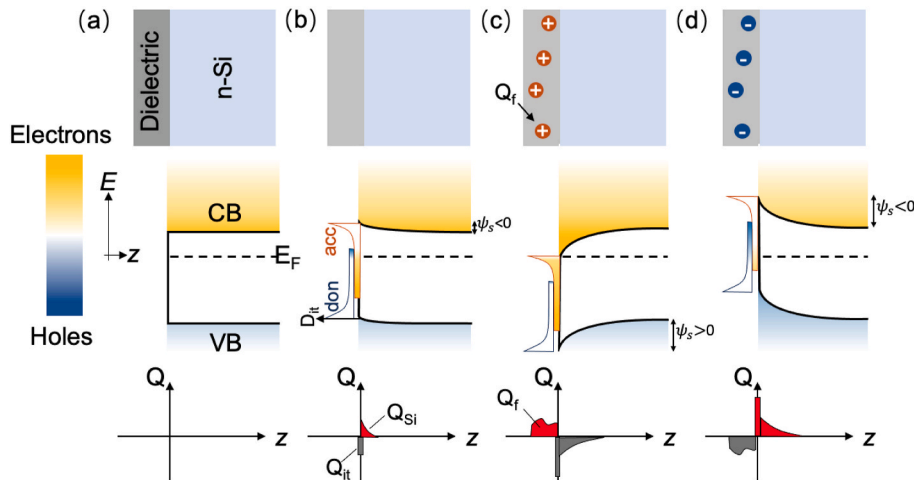 (a)
(b)
(c)
(d)
Dielectric
n-Si
Q_f
+
+
+
+
-
-
-
-
Electrons
Holes
E
z
CB
E_F
VB
acc
don
D_it
ψ_s<0
ψ_s>0
ψ_s<0
Q
z
Q
Q_Si
Q_it
z
Q
Q_f
z
Q
z